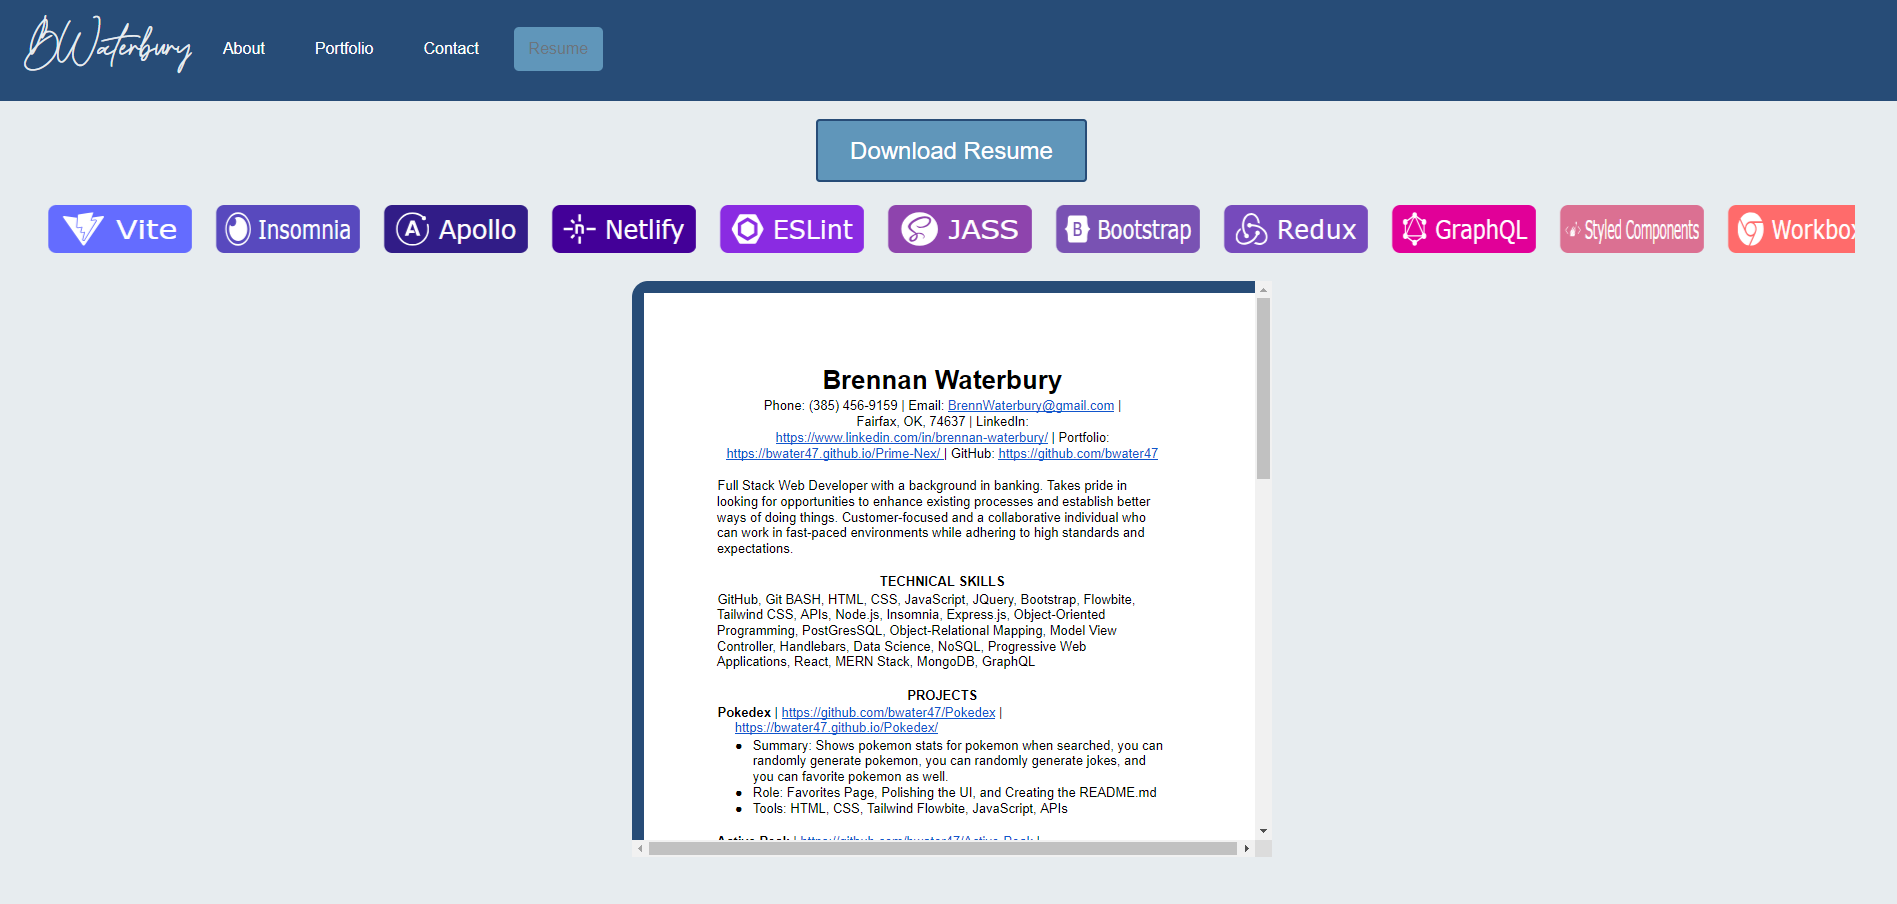 BWaterbury
About
Portfolio
Contact
Resume
Download Resume
Vite
Insomnia
Apollo
Netlify
ESLint
JASS
Bootstrap
Redux
GraphQL
Styled Components
Workbox
Brennan Waterbury
Phone: (385) 456-9159 | Email: BrennWaterbury@gmail.com |
Fairfax, OK, 74637 | LinkedIn:
https://www.linkedin.com/in/brennan-waterbury/ | Portfolio:
https://bwater47.github.io/Prime-Nex/ | GitHub: https://github.com/bwater47
Full Stack Web Developer with a background in banking. Takes pride in
looking for opportunities to enhance existing processes and establish better
ways of doing things. Customer-focused and a collaborative individual who
can work in fast-paced environments while adhering to high standards and
expectations.
TECHNICAL SKILLS
GitHub, Git BASH, HTML, CSS, JavaScript, JQuery, Bootstrap, Flowbite,
Tailwind CSS, APIs, Node.js, Insomnia, Express.js, Object-Oriented
Programming, PostGresSQL, Object-Relational Mapping, Model View
Controller, Handlebars, Data Science, NoSQL, Progressive Web
Applications, React, MERN Stack, MongoDB, GraphQL
PROJECTS
Pokedex | https://github.com/bwater47/Pokedex |
https://bwater47.github.io/Pokedex/
● Summary: Shows pokemon stats for pokemon when searched, you can
randomly generate pokemon, you can randomly generate jokes, and
you can favorite pokemon as well.
● Role: Favorites Page, Polishing the UI, and Creating the README.md
● Tools: HTML, CSS, Tailwind Flowbite, JavaScript, APIs
Active Peak | https://github.com/bwater47/Active-Peak |